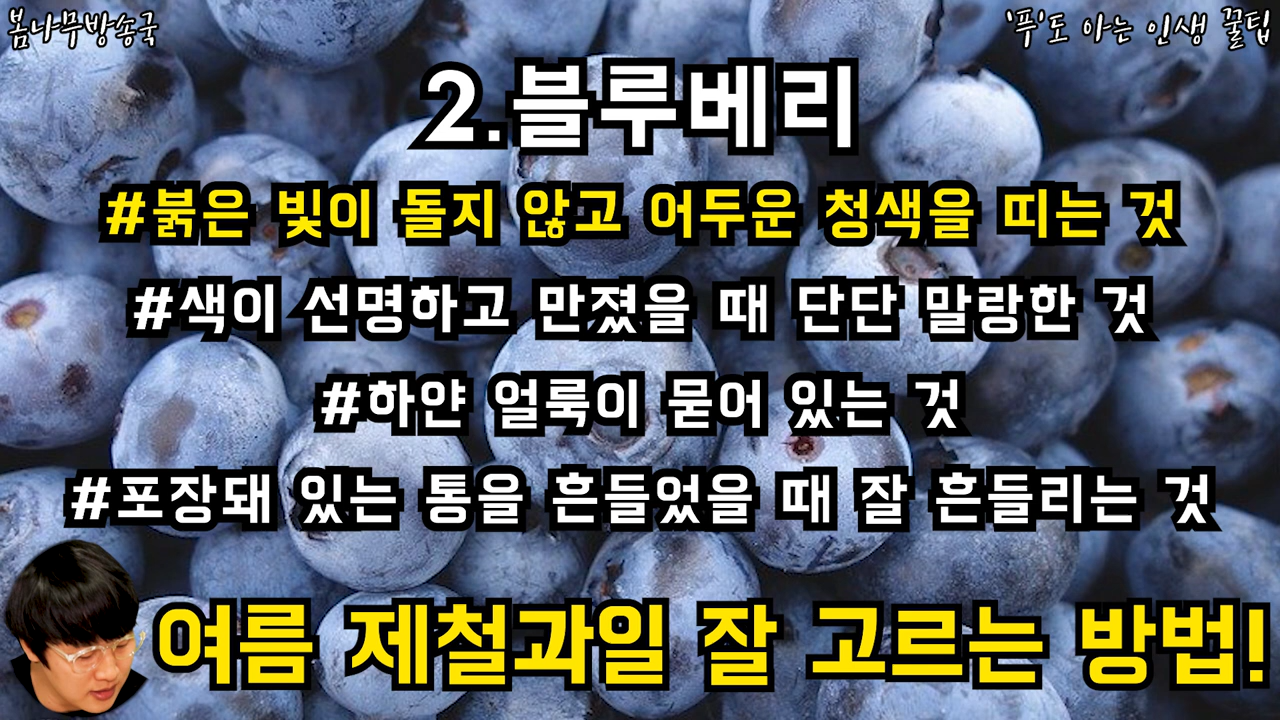 봄나무방송국
'푸'도 아는 인생 꿀팁
2.블루베리
#붉은 빛이 돌지 않고 어두운 청색을 띠는 것
#색이 선명하고 만졌을 때 단단 말랑한 것
#하얀 얼룩이 묻어 있는 것
#포장돼 있는 통을 흔들었을 때 잘 흔들리는 것
여름 제철과일 잘 고르는 방법!